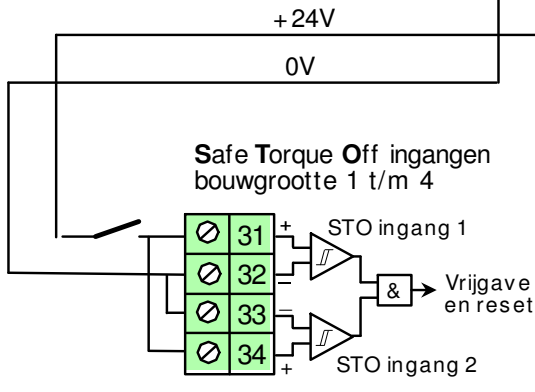 +24V
0V
Safe Torque Off ingangen
bouwgrootte 1 t/m 4
31 + STO ingang 1
32 –
33 –
34 + STO ingang 2
&
Vrijgave
en reset